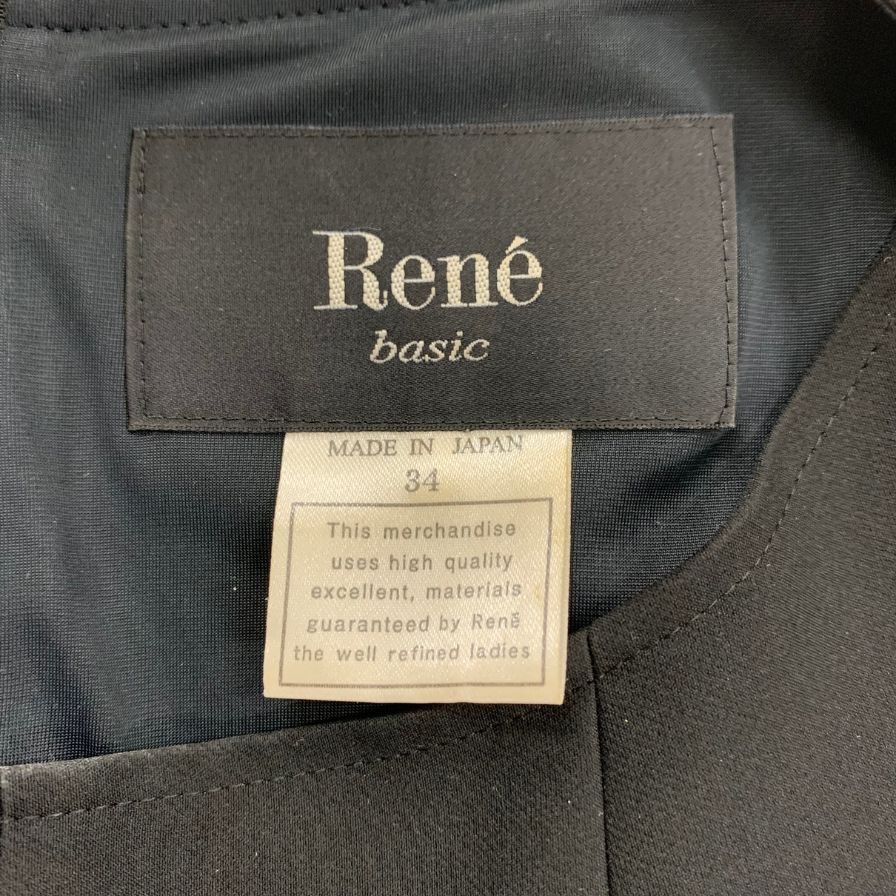 René
basic
MADE IN JAPAN
34
This merchandise
uses high quality
excellent, materials
guaranteed by René
the well refined ladies